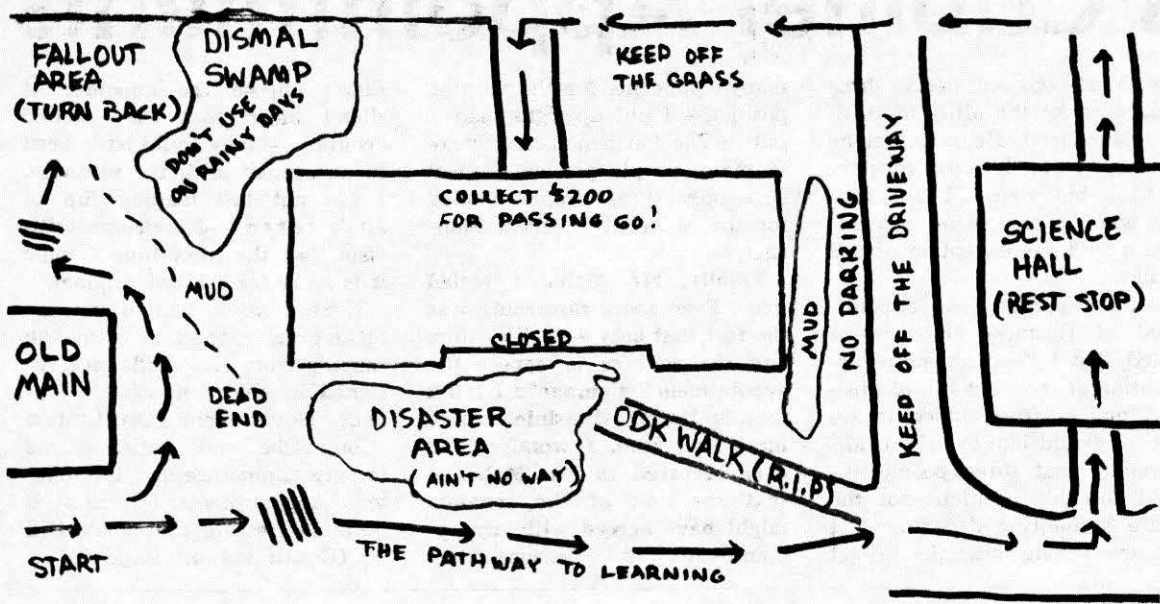 FALLOUT
AREA
(TURN BACK)
DISMAL
SWAMP
DON'T USE
ON RAINY DAYS
KEEP OFF
THE GRASS
COLLECT $200
FOR PASSING GO!
CLOSED
MUD
NO PARKING
KEEP OFF THE DRIVEWAY
SCIENCE
HALL
(REST STOP)
MUD
OLD
MAIN
DEAD
END
DISASTER
AREA
(AIN'T NO WAY)
ODK WALK (R.I.P)
START
THE PATHWAY TO LEARNING